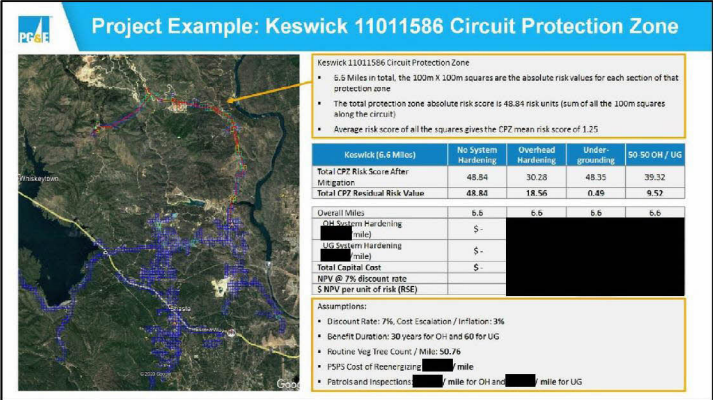 PG&E
Project Example: Keswick 11011586 Circuit Protection Zone
Keswick 11011586 Circuit Protection Zone
▪ 6.6 Miles in total, the 100m X 100m squares are the absolute risk values for each section of that
protection zone
▪ The total protection zone absolute risk score is 48.84 risk units (sum of all the 100m squares
along the circuit)
▪ Average risk score of all the squares gives the CPZ mean risk score of 1.25
Keswick (6.6 Miles) No System Hardening Overhead Hardening Under-grounding 50-50 OH / UG
Total CPZ Risk Score After Mitigation 48.84 30.28 48.35 39.32
Total CPZ Residual Risk Value 48.84 18.56 0.49 9.52
Overall Miles 6.6 6.6 6.6 6.6
OH System Hardening /mile) $ -
UG System Hardening /mile) $ -
Total Capital Cost $ -
NPV @ 7% discount rate
$ NPV per unit of risk (RSE)
Assumptions:
▪ Discount Rate: 7%, Cost Escalation / Inflation: 3%
▪ Benefit Duration: 30 years for OH and 60 for UG
▪ Routine Veg Tree Count / Mile: 50.76
▪ PSPS Cost of Reenergizing / mile
▪ Patrols and Inspections: / mile for OH and / mile for UG
Whiskeytown
Shasta
Goog